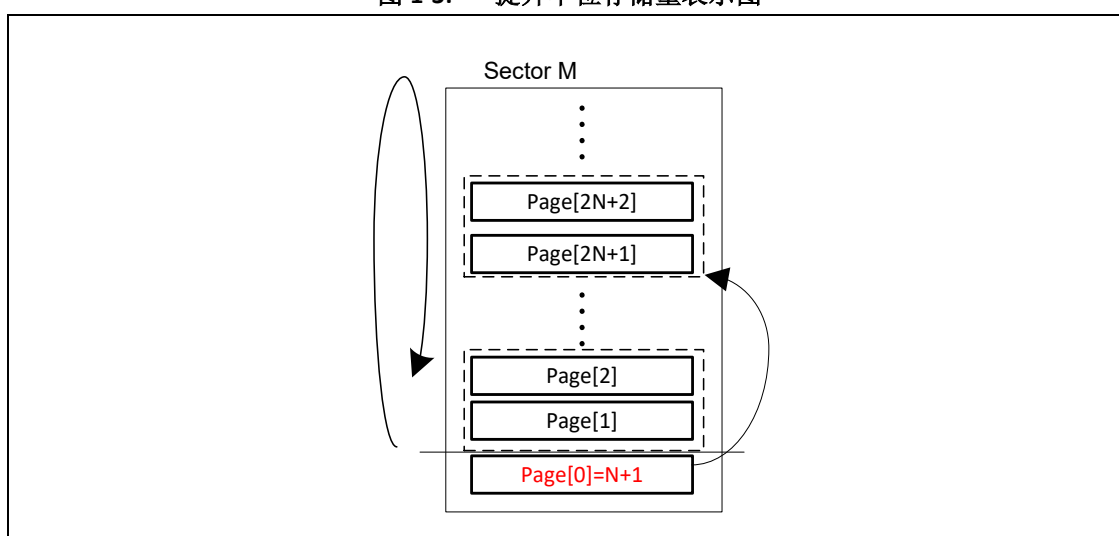 Sector M
Page[2N+2]
Page[2N+1]
Page[2]
Page[1]
Page[0]=N+1